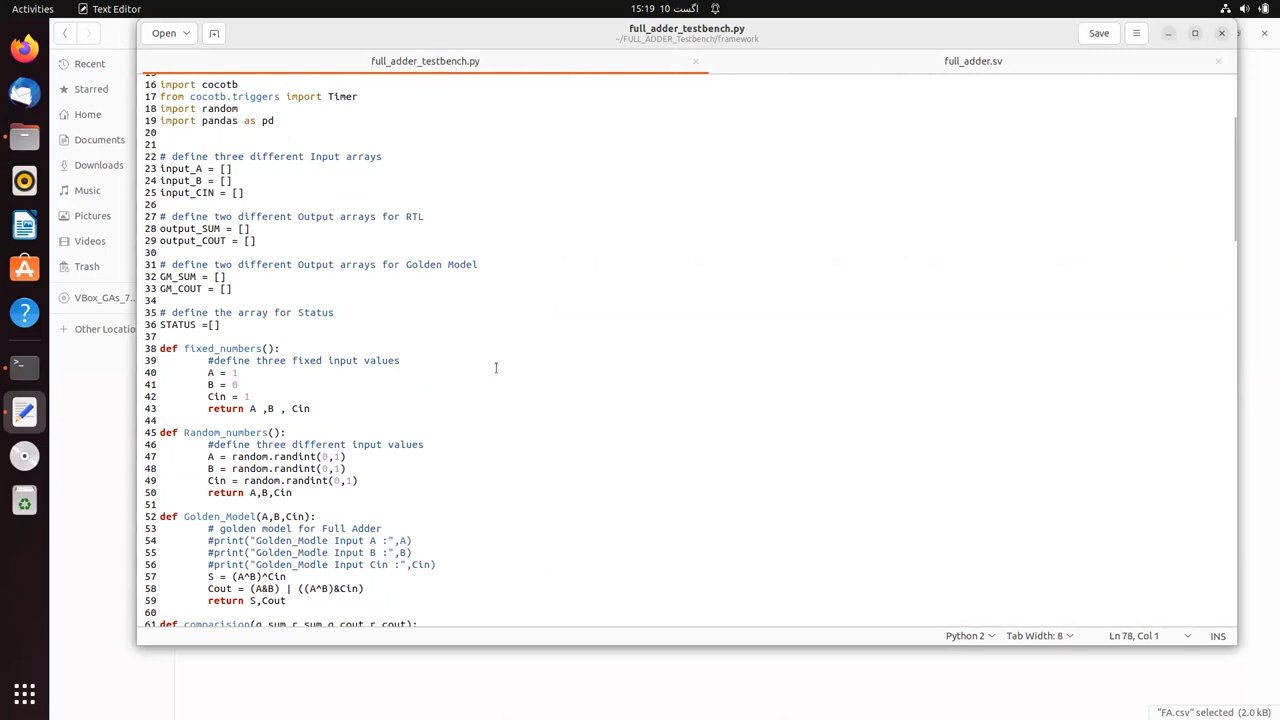 Activities
Text Editor
15:19 10 اگست
Open
full_adder_testbench.py
~/FULL_ADDER_Testbench/framework
Save
full_adder_testbench.py
full_adder.sv
Recent
Starred
Home
Documents
Downloads
Music
Pictures
Videos
Trash
VBox_GAs_7...
Other Locatio
16 import cocotb
17 from cocotb.triggers import Timer
18 import random
19 import pandas as pd
20
21
22 # define three different Input arrays
23 input_A = []
24 input_B = []
25 input_CIN = []
26
27 # define two different Output arrays for RTL
28 output_SUM = []
29 output_COUT = []
30
31 # define two different Output arrays for Golden Model
32 GM_SUM = []
33 GM_COUT = []
34
35 # define the array for Status
36 STATUS =[]
37
38 def fixed_numbers():
39 #define three fixed input values
40 A = 1
41 B = 0
42 Cin = 1
43 return A ,B , Cin
44
45 def Random_numbers():
46 #define three different input values
47 A = random.randint(0,1)
48 B = random.randint(0,1)
49 Cin = random.randint(0,1)
50 return A,B,Cin
51
52 def Golden_Model(A,B,Cin):
53 # golden model for Full Adder
54 #print("Golden_Modle Input A :",A)
55 #print("Golden_Modle Input B :",B)
56 #print("Golden_Modle Input Cin :",Cin)
57 S = (A^B)^Cin
58 Cout = (A&B) | ((A^B)&Cin)
59 return S,Cout
60
61 def comparision(g_sum,r_sum,g_cout,r_cout):
Python 2
Tab Width: 8
Ln 78, Col 1
INS
"FA.csv" selected (2.0 kB)